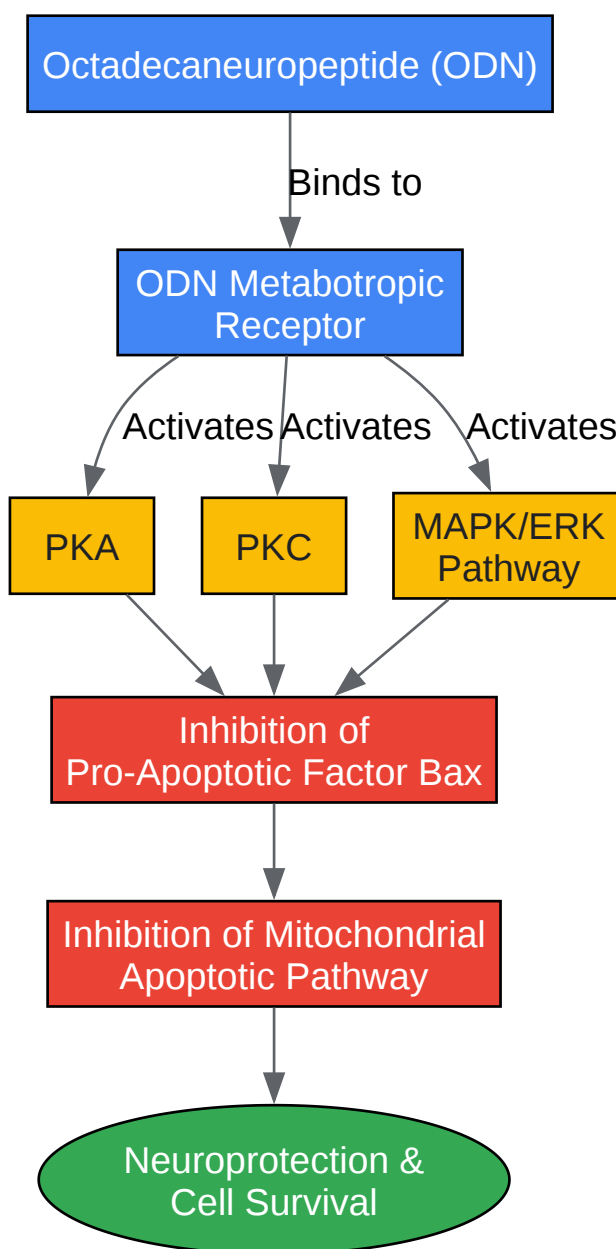 Octadecaneuropeptide (ODN)
Binds to
ODN Metabotropic
Receptor
Activates
Activates
Activates
PKA
PKC
MAPK/ERK
Pathway
Inhibition of
Pro-Apoptotic Factor Bax
Inhibition of Mitochondrial
Apoptotic Pathway
Neuroprotection &
Cell Survival